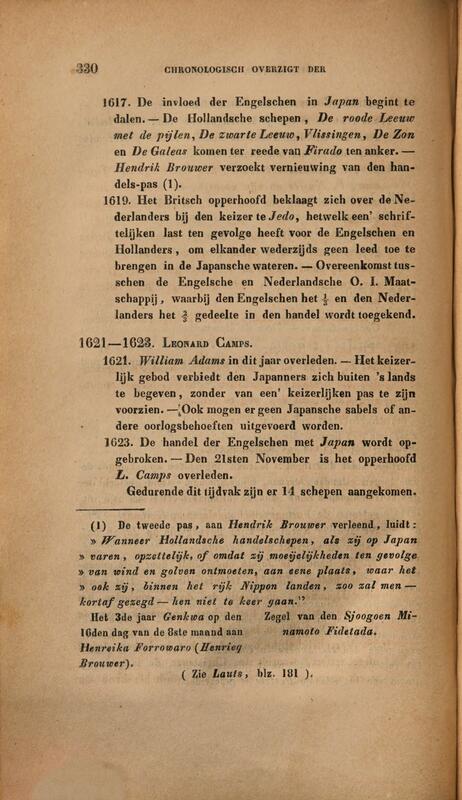 330
CHRONOLOGISCH OVERZIGT DER
1617. De invloed der Engelschen in Japan begint te
dalen. — De Hollandsche schepen, De roode Leeuw
met de pijlen, De zwarte Leeuw, Vlissingen, De Zon
en De Galeas komen ter reede van Firado ten anker. —
Hendrik Brouwer verzoekt vernieuwing van den han-
dels-pas (1).
1619. Het Britsch opperhoofd beklaagt zich over de Ne-
derlanders bij den keizer te Jedo, hetwelk een' schrif-
telijken last ten gevolge heeft voor de Engelschen en
Hollanders, om elkander wederzijds geen leed toe te
brengen in de Japansche wateren. — Overeenkomst tus-
schen de Engelsche en Nederlandsche O. I. Maat-
schappij, waarbij den Engelschen het ⅓ en den Neder-
landers het ⅔ gedeelte in den handel wordt toegekend.
1621—1623. LEONARD CAMPS.
1621. William Adams in dit jaar overleden. — Het keizer-
lijk gebod verbiedt den Japanners zich buiten 's lands
te begeven, zonder van een' keizerlijken pas te zijn
voorzien. — Ook mogen er geen Japansche sabels of an-
dere oorlogsbehoeften uitgevoerd worden.
1623. De handel der Engelschen met Japan wordt op-
gebroken. — Den 21sten November is het opperhoofd
L. Camps overleden.
Gedurende dit tijdvak zijn er 14 schepen aangekomen.
(1) De tweede pas, aan Hendrik Brouwer verleend, luidt:
» Wanneer Hollandsche handelschepen, als zij op Japan
» varen, opzettelijk, of omdat zij moeijelijkheden ten gevolge
» van wind en golven ontmoeten, aan eene plaats, waar het
» ook zij, binnen het rijk Nippon landen, zoo zal men —
kortaf gezegd — hen niet te keer gaan."
Het 3de jaar Genkwa op den
16den dag van de 8ste maand aan
Henreika Forrowaro (Henrieq
Brouwer).
Zegel van den Sjoogoen Mi-
namoto Fidetada.
( Zie Lauts, blz. 181 ).